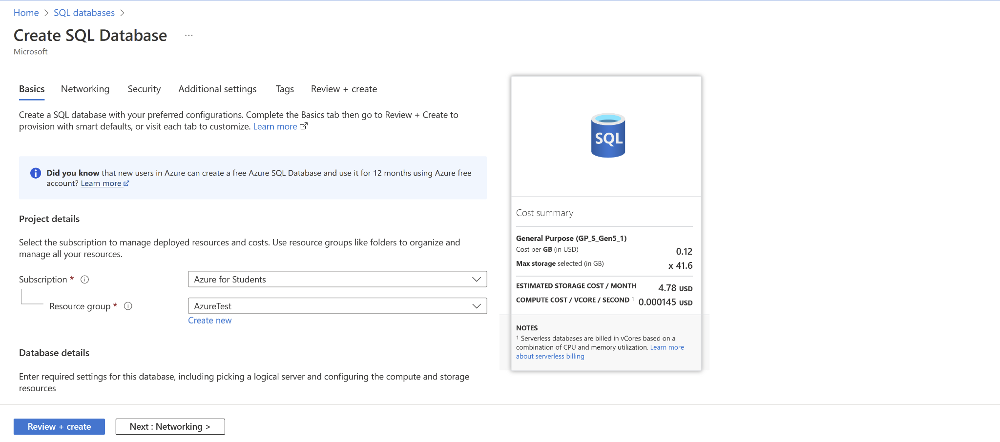 Home > SQL databases >
Create SQL Database ...
Microsoft
Basics Networking Security Additional settings Tags Review + create
Create a SQL database with your preferred configurations. Complete the Basics tab then go to Review + Create to
provision with smart defaults, or visit each tab to customize. Learn more
Did you know that new users in Azure can create a free Azure SQL Database and use it for 12 months using Azure free
account? Learn more
Project details
Select the subscription to manage deployed resources and costs. Use resource groups like folders to organize and
manage all your resources.
Subscription * Azure for Students
Resource group * AzureTest
Create new
Database details
Enter required settings for this database, including picking a logical server and configuring the compute and storage
resources
Review + create Next : Networking >
SQL
Cost summary
General Purpose (GP_S_Gen5_1)
Cost per GB (in USD) 0.12
Max storage selected (in GB) x 41.6
ESTIMATED STORAGE COST / MONTH 4.78 USD
COMPUTE COST / VCORE / SECOND ¹ 0.000145 USD
NOTES
¹ Serverless databases are billed in vCores based on a
combination of CPU and memory utilization. Learn more
about serverless billing